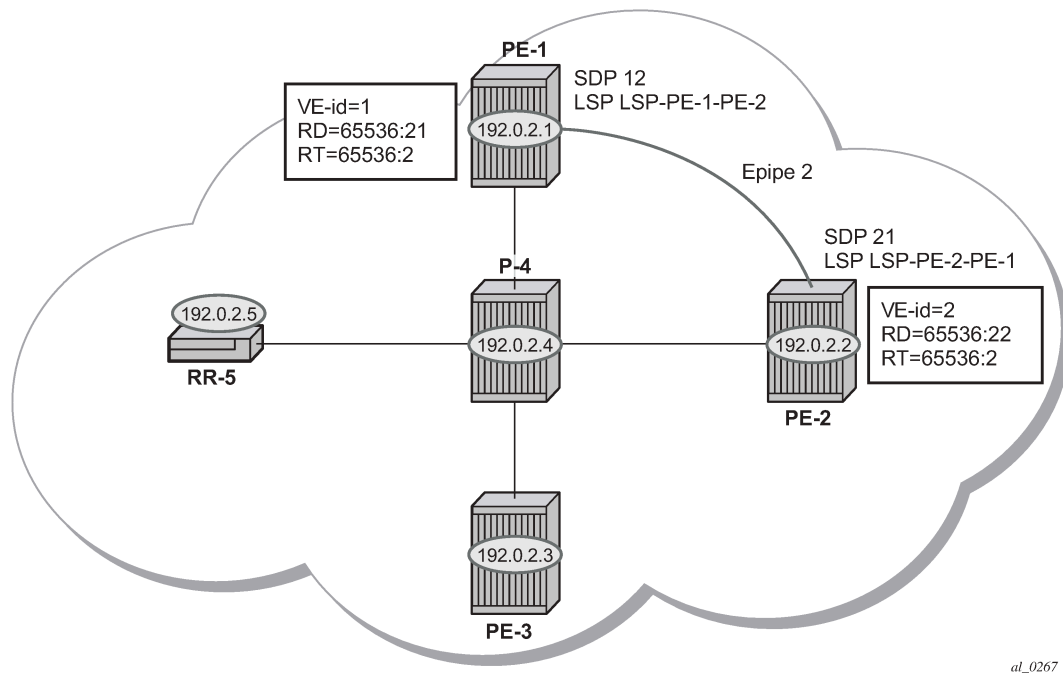 PE-1
SDP 12
LSP LSP-PE-1-PE-2
VE-id=1
RD=65536:21
RT=65536:2
192.0.2.1
Epipe 2
SDP 21
LSP LSP-PE-2-PE-1
P-4
192.0.2.5
192.0.2.4
192.0.2.2
VE-id=2
RD=65536:22
RT=65536:2
RR-5
PE-2
192.0.2.3
PE-3
al_0267